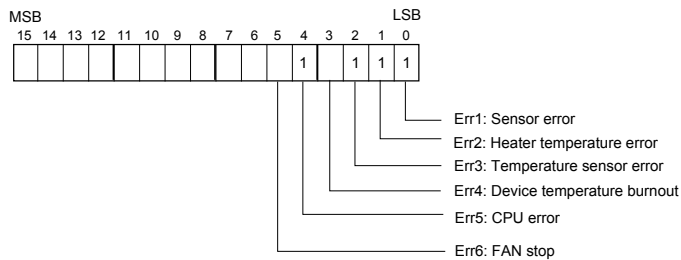 MSB LSB
15 14 13 12 11 10 9 8 7 6 5 4 3 2 1 0
1 1 1 1
Err1: Sensor error
Err2: Heater temperature error
Err3: Temperature sensor error
Err4: Device temperature burnout
Err5: CPU error
Err6: FAN stop